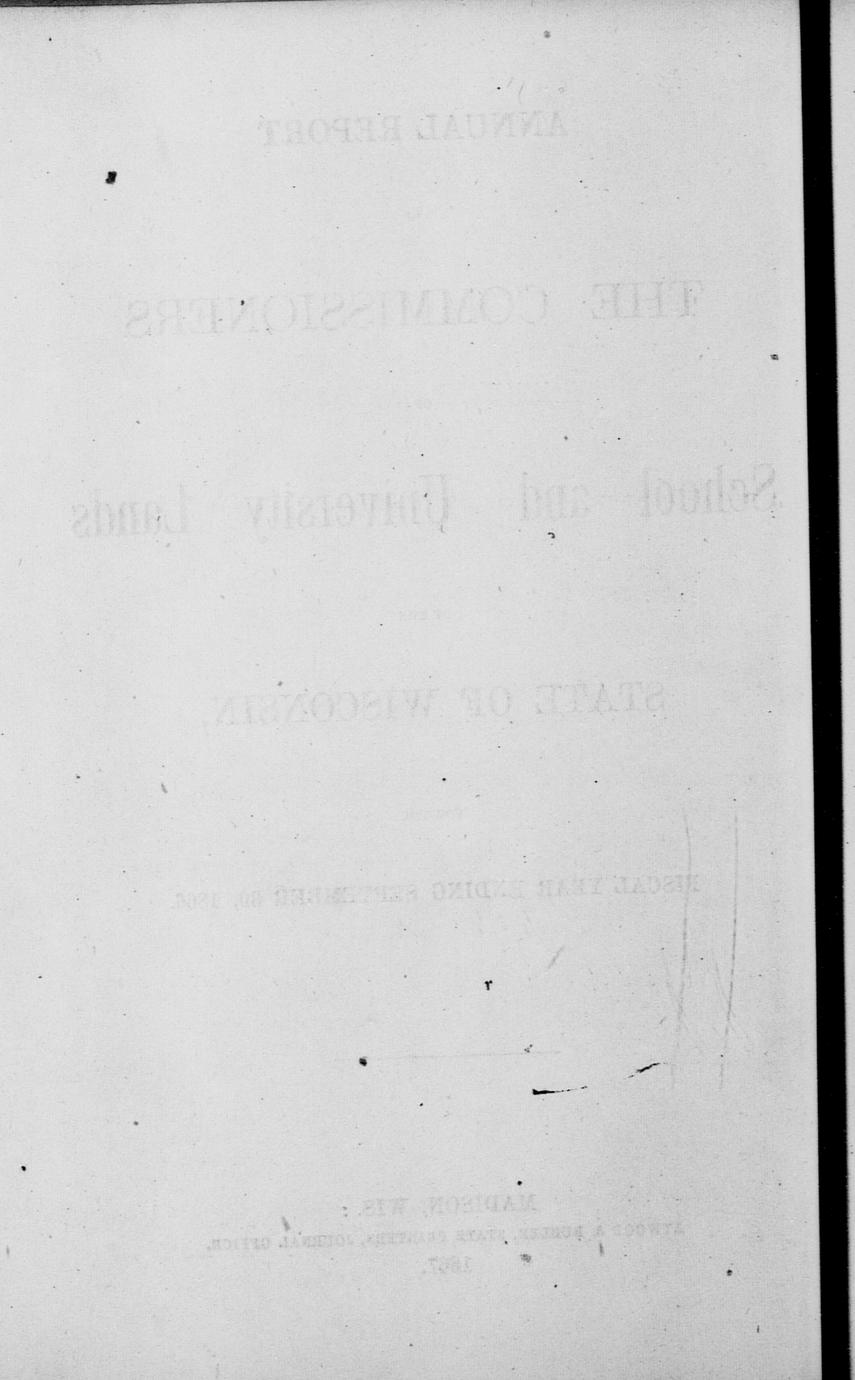 ANNUAL REPORT
THE COMMISSIONERS
OF
School and University Lands
STATE OF WISCONSIN,
FISCAL YEAR ENDING SEPTEMBER 30, 1866.
MADISON, WIS. :
ATWOOD & RUBLEE, STATE PRINTERS, JOURNAL OFFICE.
1867.